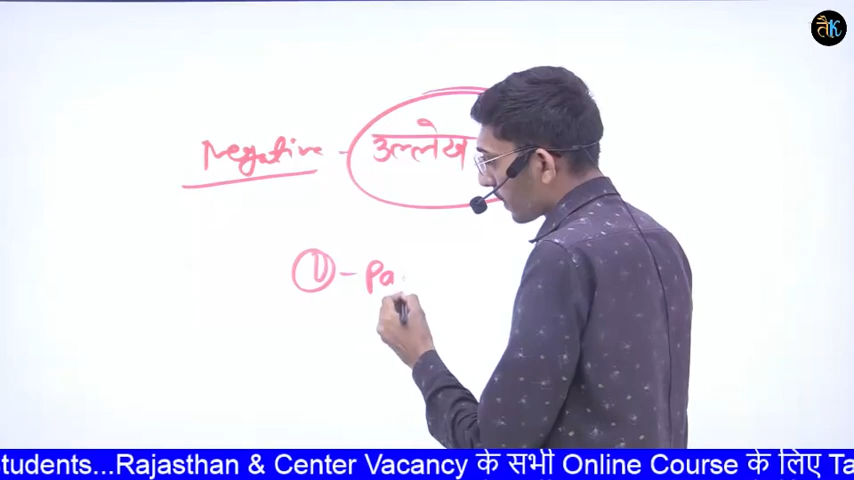 तैK
Negative - उल्लेख
① - Pa
tudents...Rajasthan & Center Vacancy के सभी Online Course के लिए Ta